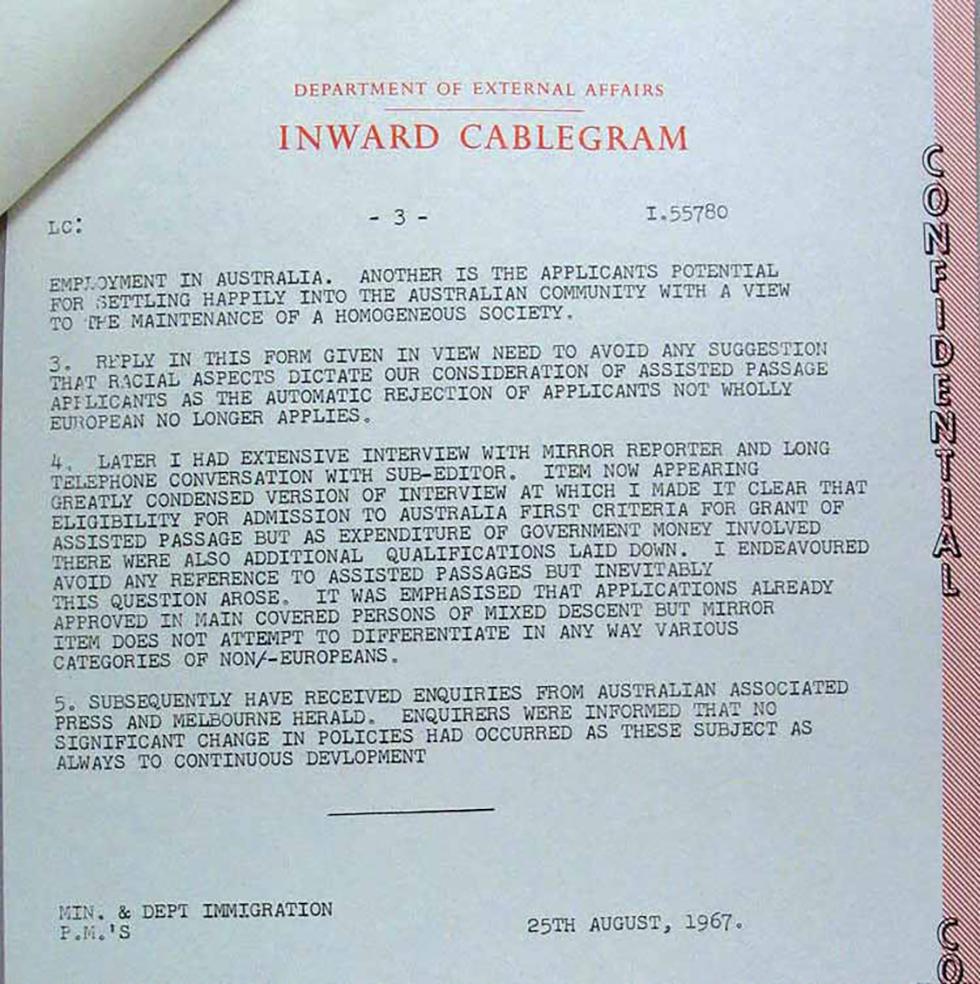 DEPARTMENT OF EXTERNAL AFFAIRS
INWARD CABLEGRAM
LC:
- 3 -
I.55780
EMPLOYMENT IN AUSTRALIA. ANOTHER IS THE APPLICANTS POTENTIAL
FOR SETTLING HAPPILY INTO THE AUSTRALIAN COMMUNITY WITH A VIEW
TO THE MAINTENANCE OF A HOMOGENEOUS SOCIETY.
3. REPLY IN THIS FORM GIVEN IN VIEW NEED TO AVOID ANY SUGGESTION
THAT RACIAL ASPECTS DICTATE OUR CONSIDERATION OF ASSISTED PASSAGE
APPLICANTS AS THE AUTOMATIC REJECTION OF APPLICANTS NOT WHOLLY
EUROPEAN NO LONGER APPLIES.
4. LATER I HAD EXTENSIVE INTERVIEW WITH MIRROR REPORTER AND LONG
TELEPHONE CONVERSATION WITH SUB-EDITOR. ITEM NOW APPEARING
GREATLY CONDENSED VERSION OF INTERVIEW AT WHICH I MADE IT CLEAR THAT
ELIGIBILITY FOR ADMISSION TO AUSTRALIA FIRST CRITERIA FOR GRANT OF
ASSISTED PASSAGE BUT AS EXPENDITURE OF GOVERNMENT MONEY INVOLVED
THERE WERE ALSO ADDITIONAL QUALIFICATIONS LAID DOWN. I ENDEAVOURED
AVOID ANY REFERENCE TO ASSISTED PASSAGES BUT INEVITABLY
THIS QUESTION AROSE. IT WAS EMPHASISED THAT APPLICATIONS ALREADY
APPROVED IN MAIN COVERED PERSONS OF MIXED DESCENT BUT MIRROR
ITEM DOES NOT ATTEMPT TO DIFFERENTIATE IN ANY WAY VARIOUS
CATEGORIES OF NON/-EUROPEANS.
5. SUBSEQUENTLY HAVE RECEIVED ENQUIRIES FROM AUSTRALIAN ASSOCIATED
PRESS AND MELBOURNE HERALD. ENQUIRERS WERE INFORMED THAT NO
SIGNIFICANT CHANGE IN POLICIES HAD OCCURRED AS THESE SUBJECT AS
ALWAYS TO CONTINUOUS DEVLOPMENT
MIN. & DEPT IMMIGRATION
P.M.'S
25TH AUGUST, 1967.
CONFIDENTIAL
CO